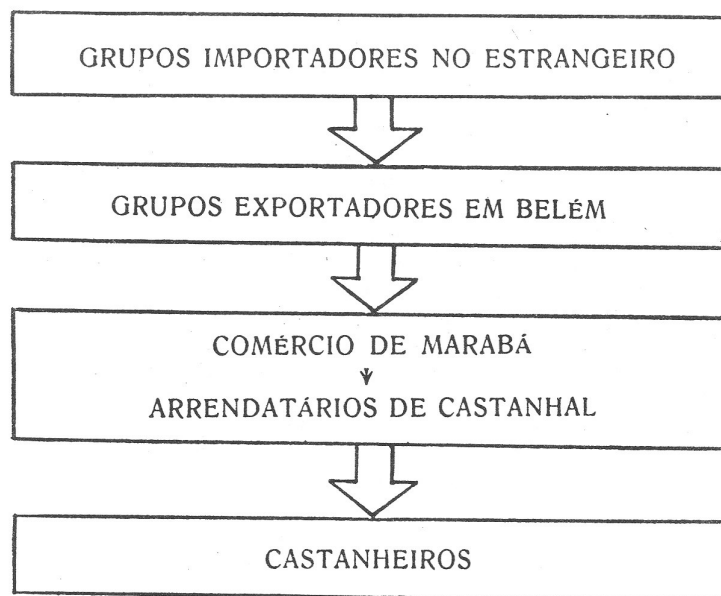 GRUPOS IMPORTADORES NO ESTRANGEIRO
GRUPOS EXPORTADORES EM BELÉM
COMÉRCIO DE MARABÁ
ARRENDATÁRIOS DE CASTANHAL
CASTANHEIROS